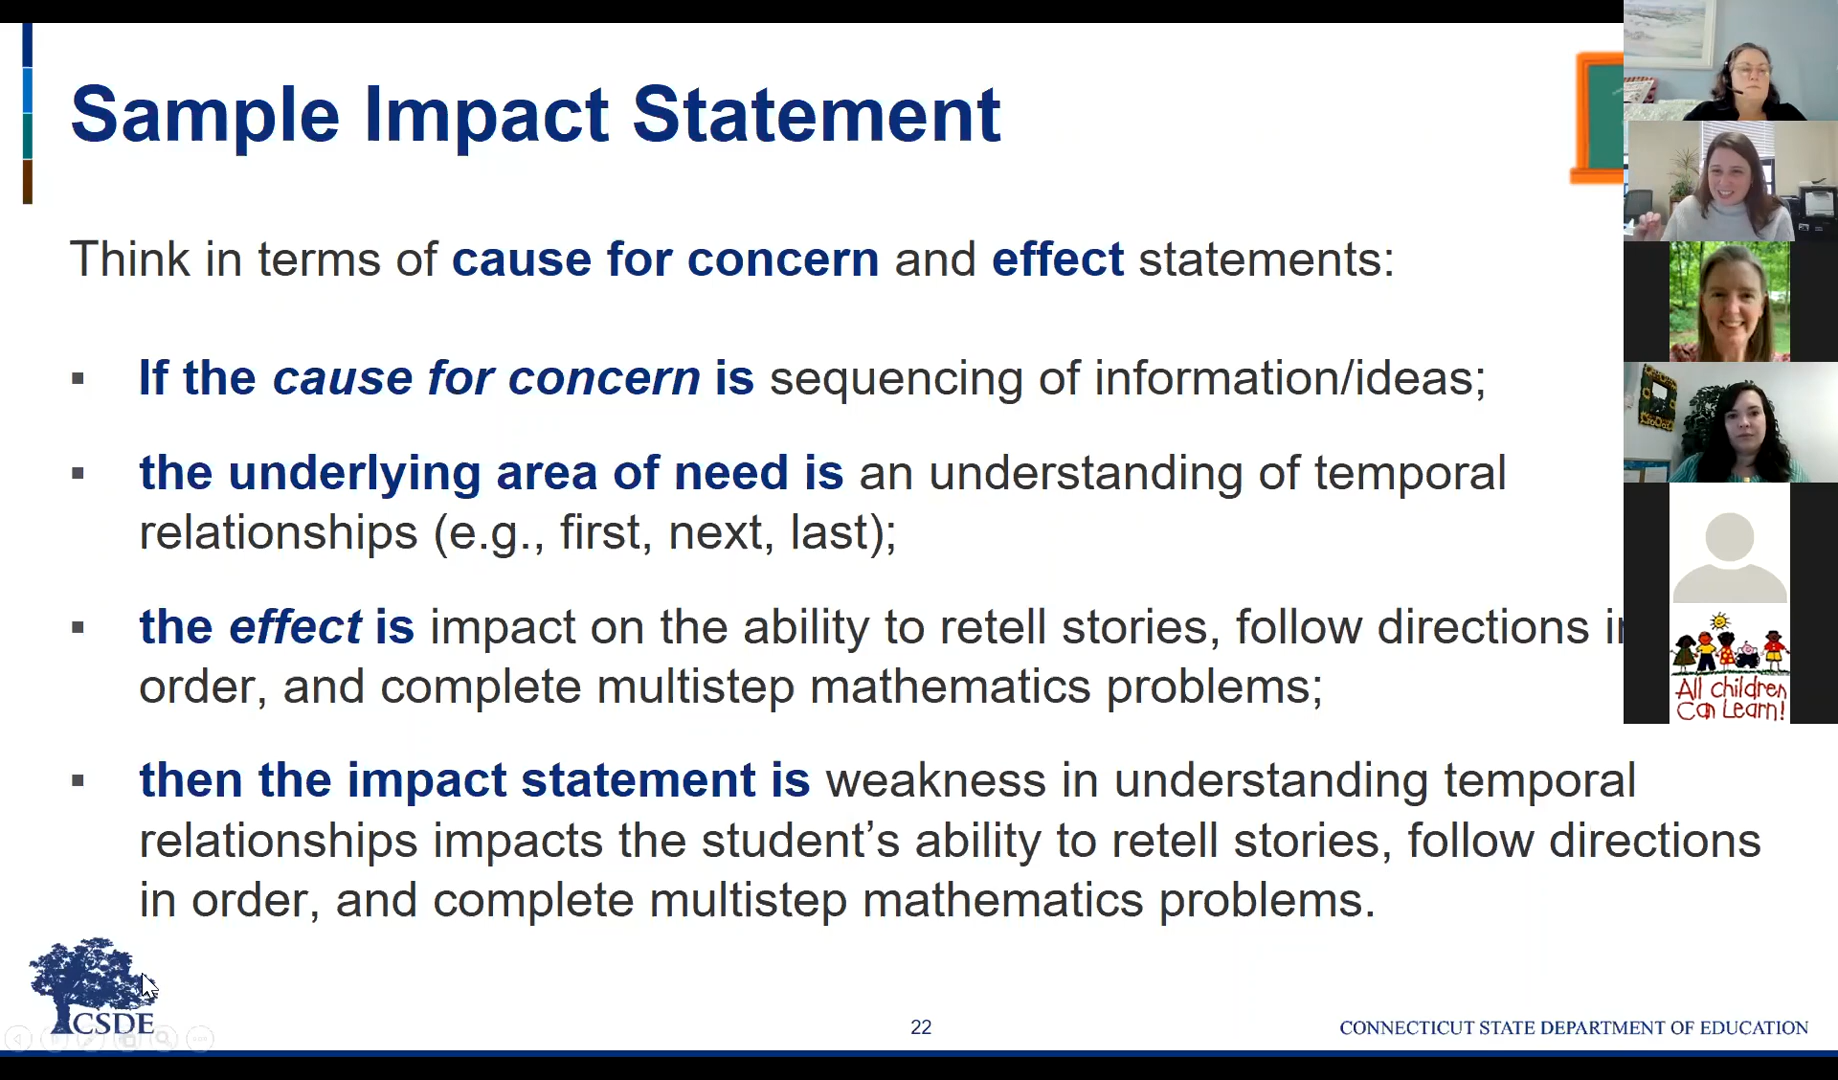 Sample Impact Statement
Think in terms of cause for concern and effect statements:
▪ If the cause for concern is sequencing of information/ideas;
▪ the underlying area of need is an understanding of temporal
relationships (e.g., first, next, last);
▪ the effect is impact on the ability to retell stories, follow directions in
order, and complete multistep mathematics problems;
▪ then the impact statement is weakness in understanding temporal
relationships impacts the student’s ability to retell stories, follow directions
in order, and complete multistep mathematics problems.
All children
Can Learn!
CSDE
22
CONNECTICUT STATE DEPARTMENT OF EDUCATION